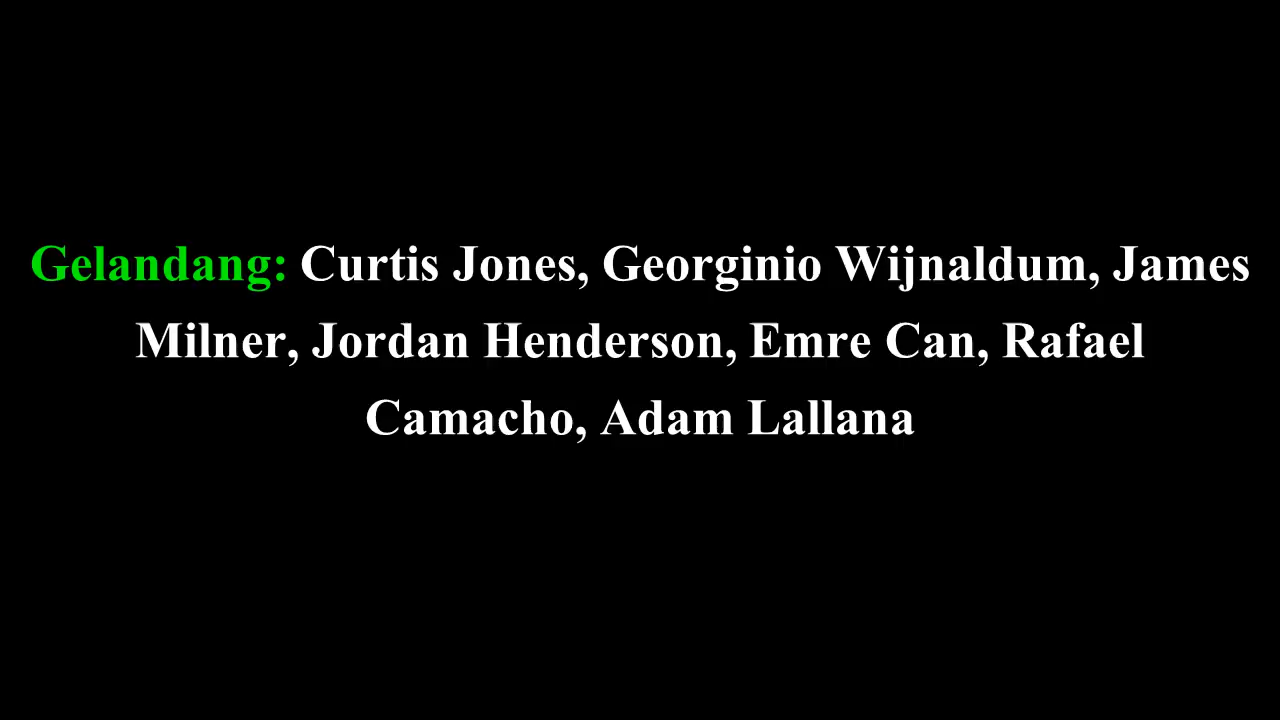 Gelandang: Curtis Jones, Georginio Wijnaldum, James
Milner, Jordan Henderson, Emre Can, Rafael
Camacho, Adam Lallana